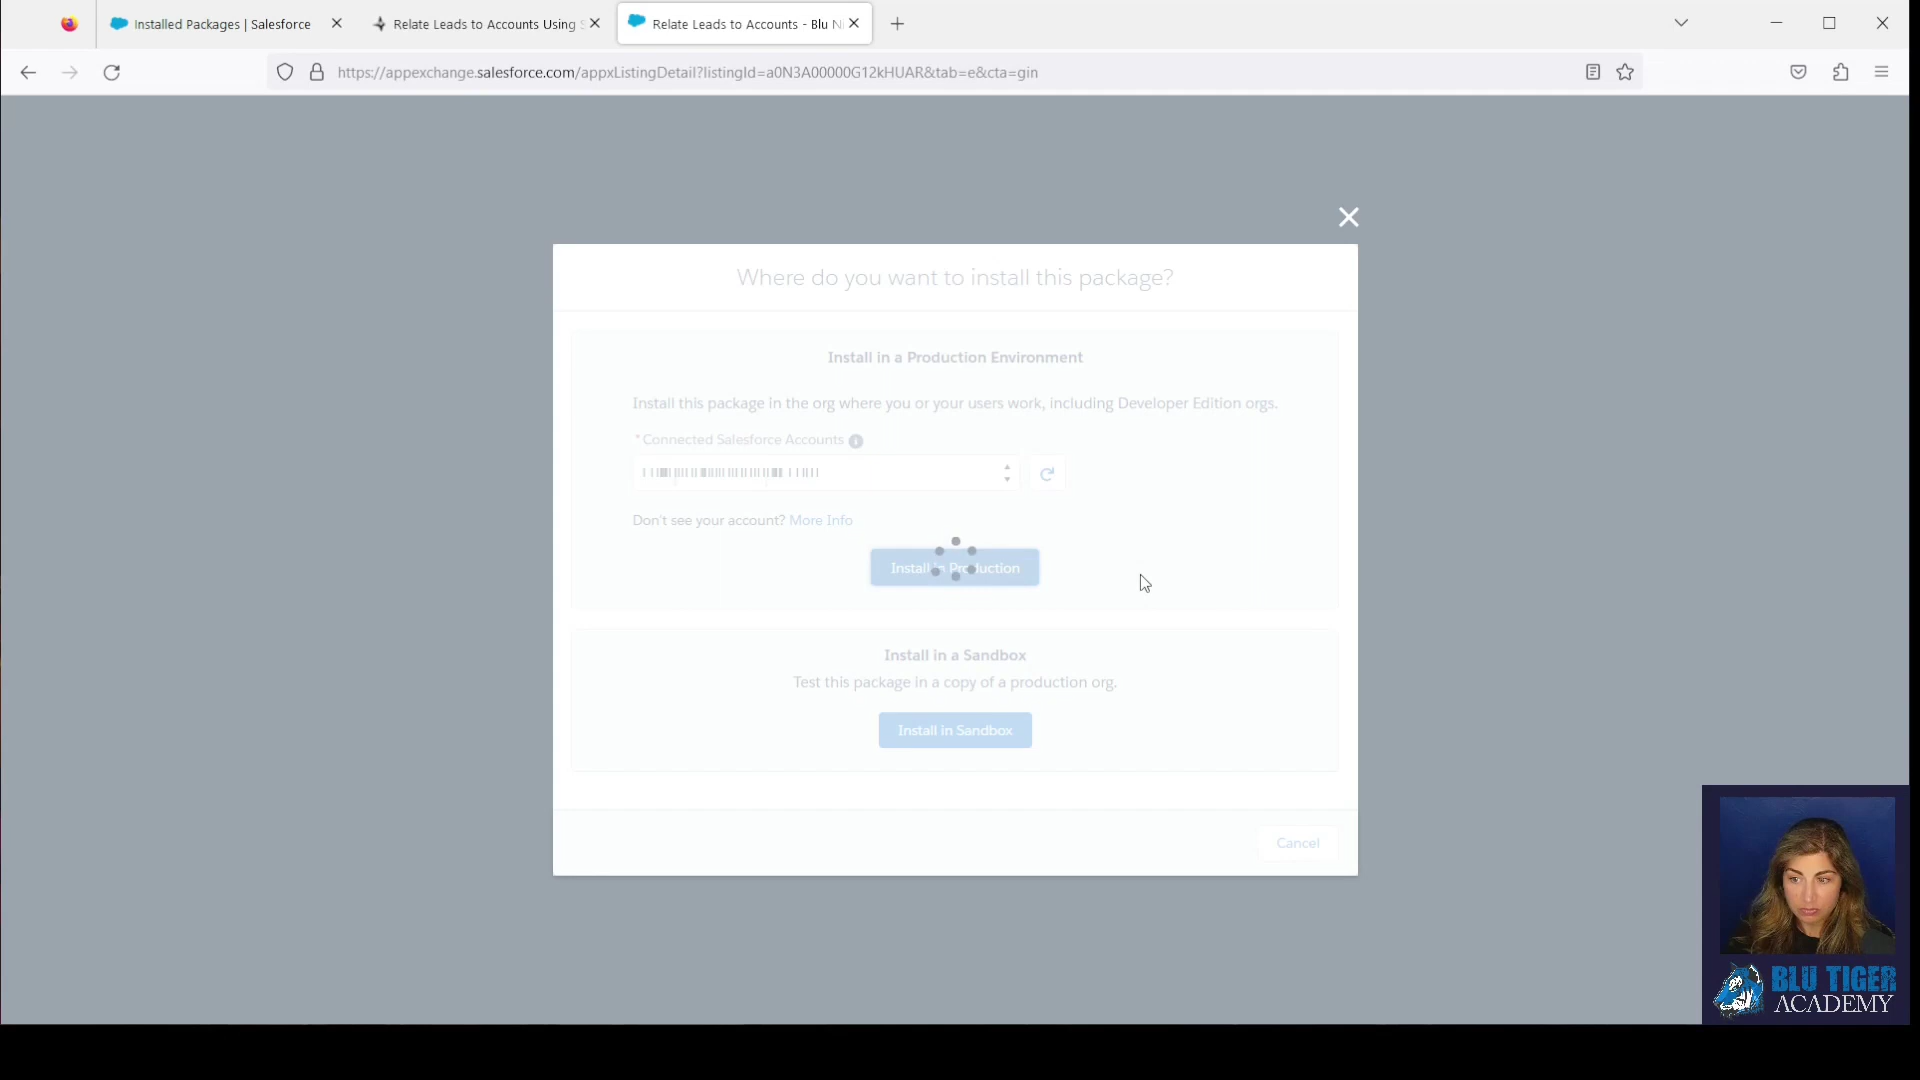 Installed Packages | Salesforce
Relate Leads to Accounts Using
Relate Leads to Accounts - Blu N
https://appexchange.salesforce.com/appxListingDetail?listingId=a0N3A00000G12kHUAR&tab=e&cta=gin
Where do you want to install this package?
Install in a Production Environment
Install this package in the org where you or your users work, including Developer Edition orgs.
*Connected Salesforce Accounts
Don't see your account? More Info
Install in Production
Install in a Sandbox
Test this package in a copy of a production org.
Install in Sandbox
Cancel
BLU TIGER
ACADEMY